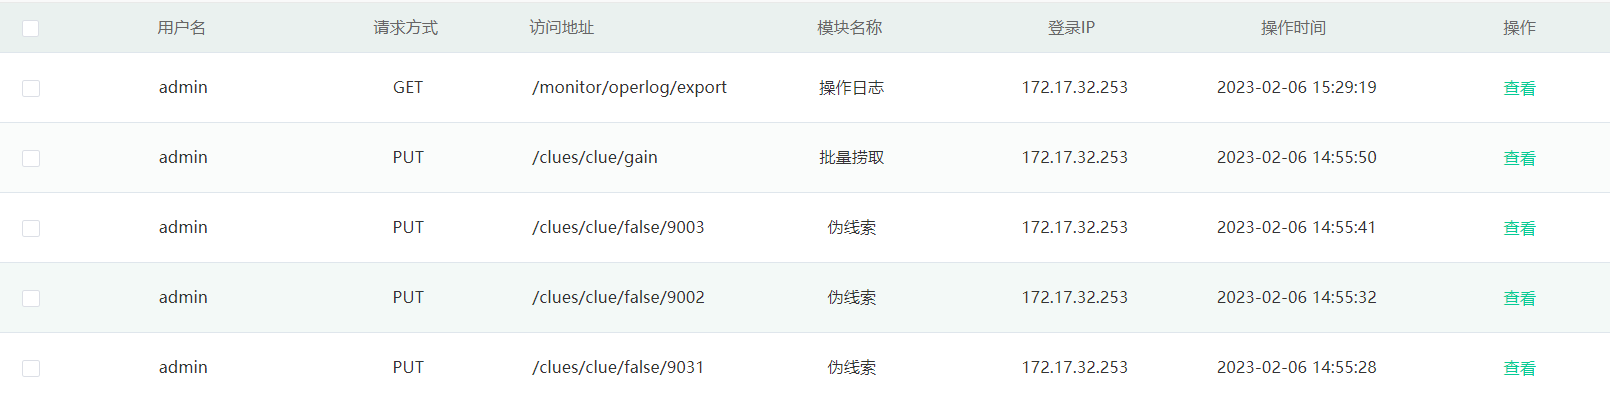 用户名 请求方式 访问地址 模块名称 登录IP 操作时间 操作
admin GET /monitor/operlog/export 操作日志 172.17.32.253 2023-02-06 15:29:19 查看
admin PUT /clues/clue/gain 批量捞取 172.17.32.253 2023-02-06 14:55:50 查看
admin PUT /clues/clue/false/9003 伪线索 172.17.32.253 2023-02-06 14:55:41 查看
admin PUT /clues/clue/false/9002 伪线索 172.17.32.253 2023-02-06 14:55:32 查看
admin PUT /clues/clue/false/9031 伪线索 172.17.32.253 2023-02-06 14:55:28 查看